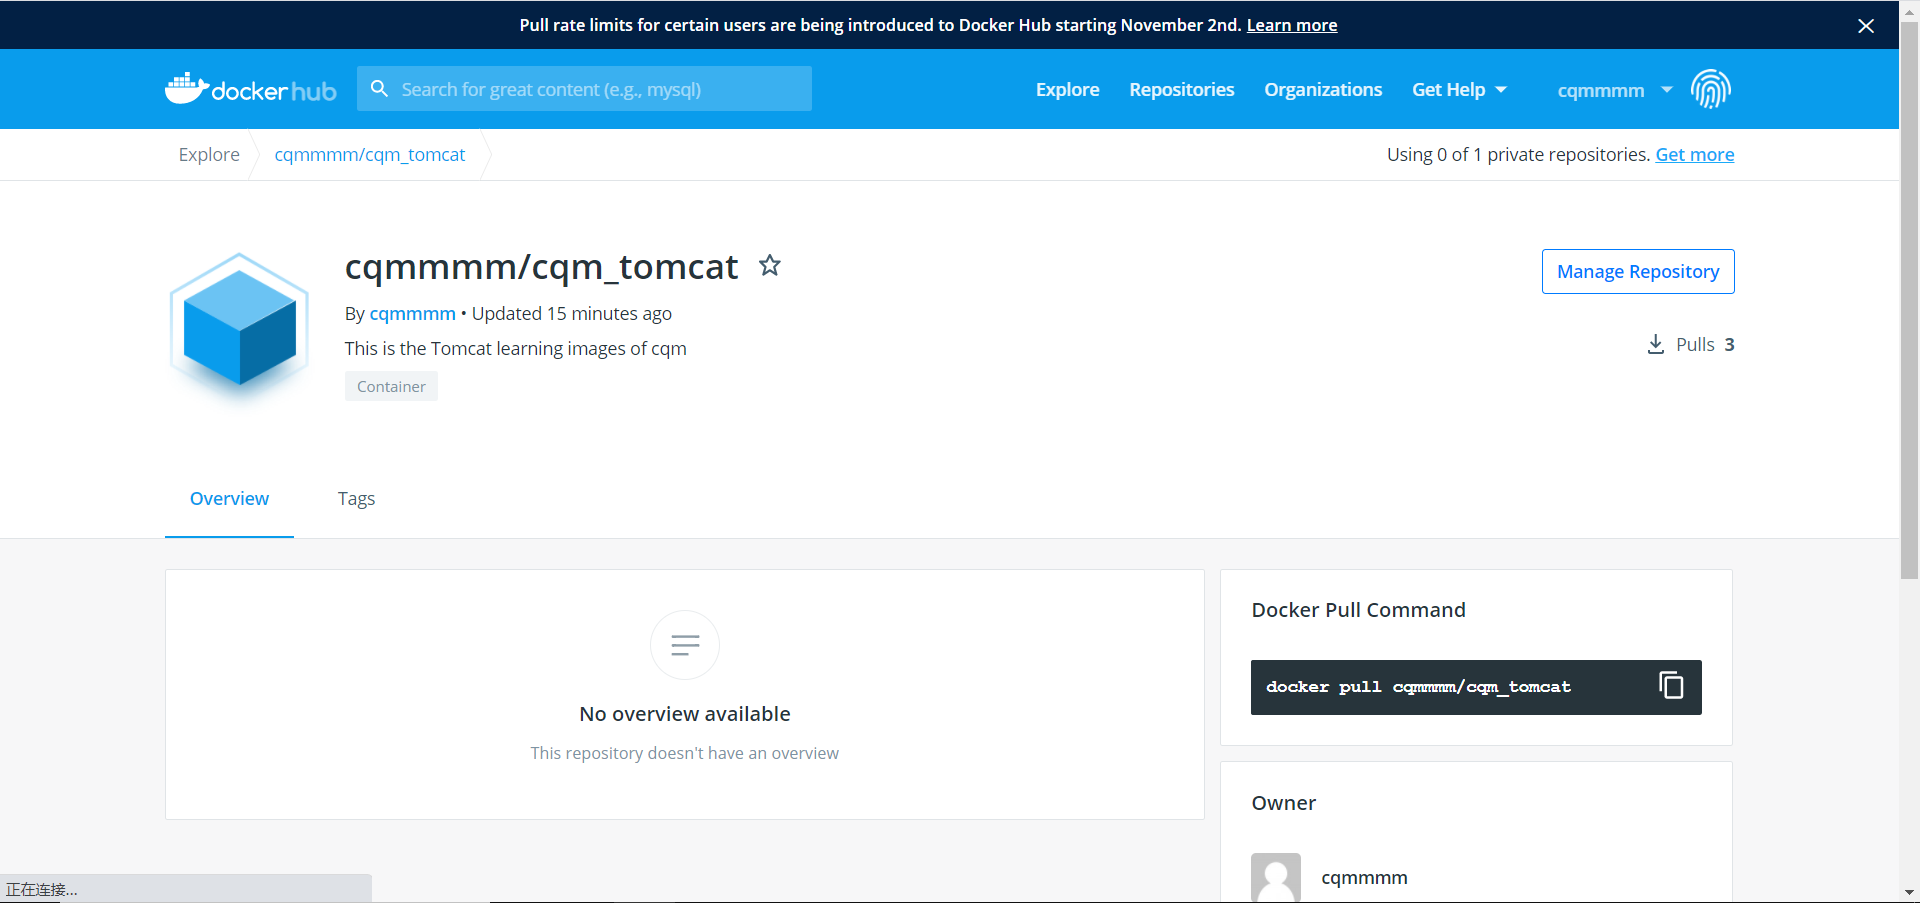 Pull rate limits for certain users are being introduced to Docker Hub starting November 2nd. Learn more
dockerhub
Search for great content (e.g., mysql)
Explore
Repositories
Organizations
Get Help
cqmmmm
Explore
cqmmmm/cqm_tomcat
Using 0 of 1 private repositories. Get more
cqmmmm/cqm_tomcat
Manage Repository
By cqmmmm • Updated 15 minutes ago
Pulls 3
This is the Tomcat learning images of cqm
Container
Overview
Tags
Docker Pull Command
docker pull cqmmmm/cqm_tomcat
No overview available
This repository doesn't have an overview
Owner
cqmmmm
正在连接...